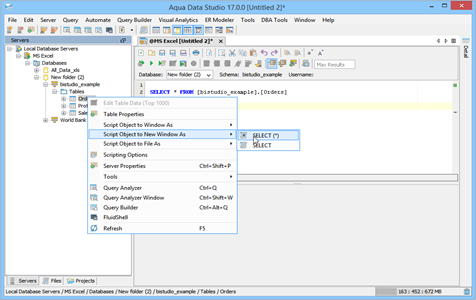 Aqua Data Studio 17.0.0 [Untitled 2]*
File Edit Server Automate Query Builder Visual Analytics ER Modeler Tools DBA Tools Window Help
Servers
Local Database Servers
MS Excel
Databases
All_Data_xls
New folder (2)
bistudio_example
Tables
World Bank
Edit Table Data (Top 1000)
Table Properties
Script Object to Window As
Script Object to New Window As
Script Object to File As
Scripting Options
Server Properties Ctrl+Shift+P
Tools
Query Analyzer Ctrl+Q
Query Analyzer Window Ctrl+Shift+W
Query Builder Ctrl+Alt+Q
FluidShell
Refresh F5
SELECT (*)
SELECT
@MS Excel [Untitled 2]*
Max Results
Database: New folder (2) Schema: bistudio_example Username:
1 SELECT * FROM [bistudio_example].[Orders]
2
Detail
Servers Files Projects
Local Database Servers / MS Excel / Databases / New folder (2) / bistudio_example / Tables / Orders
163 : 452 : 672 MB